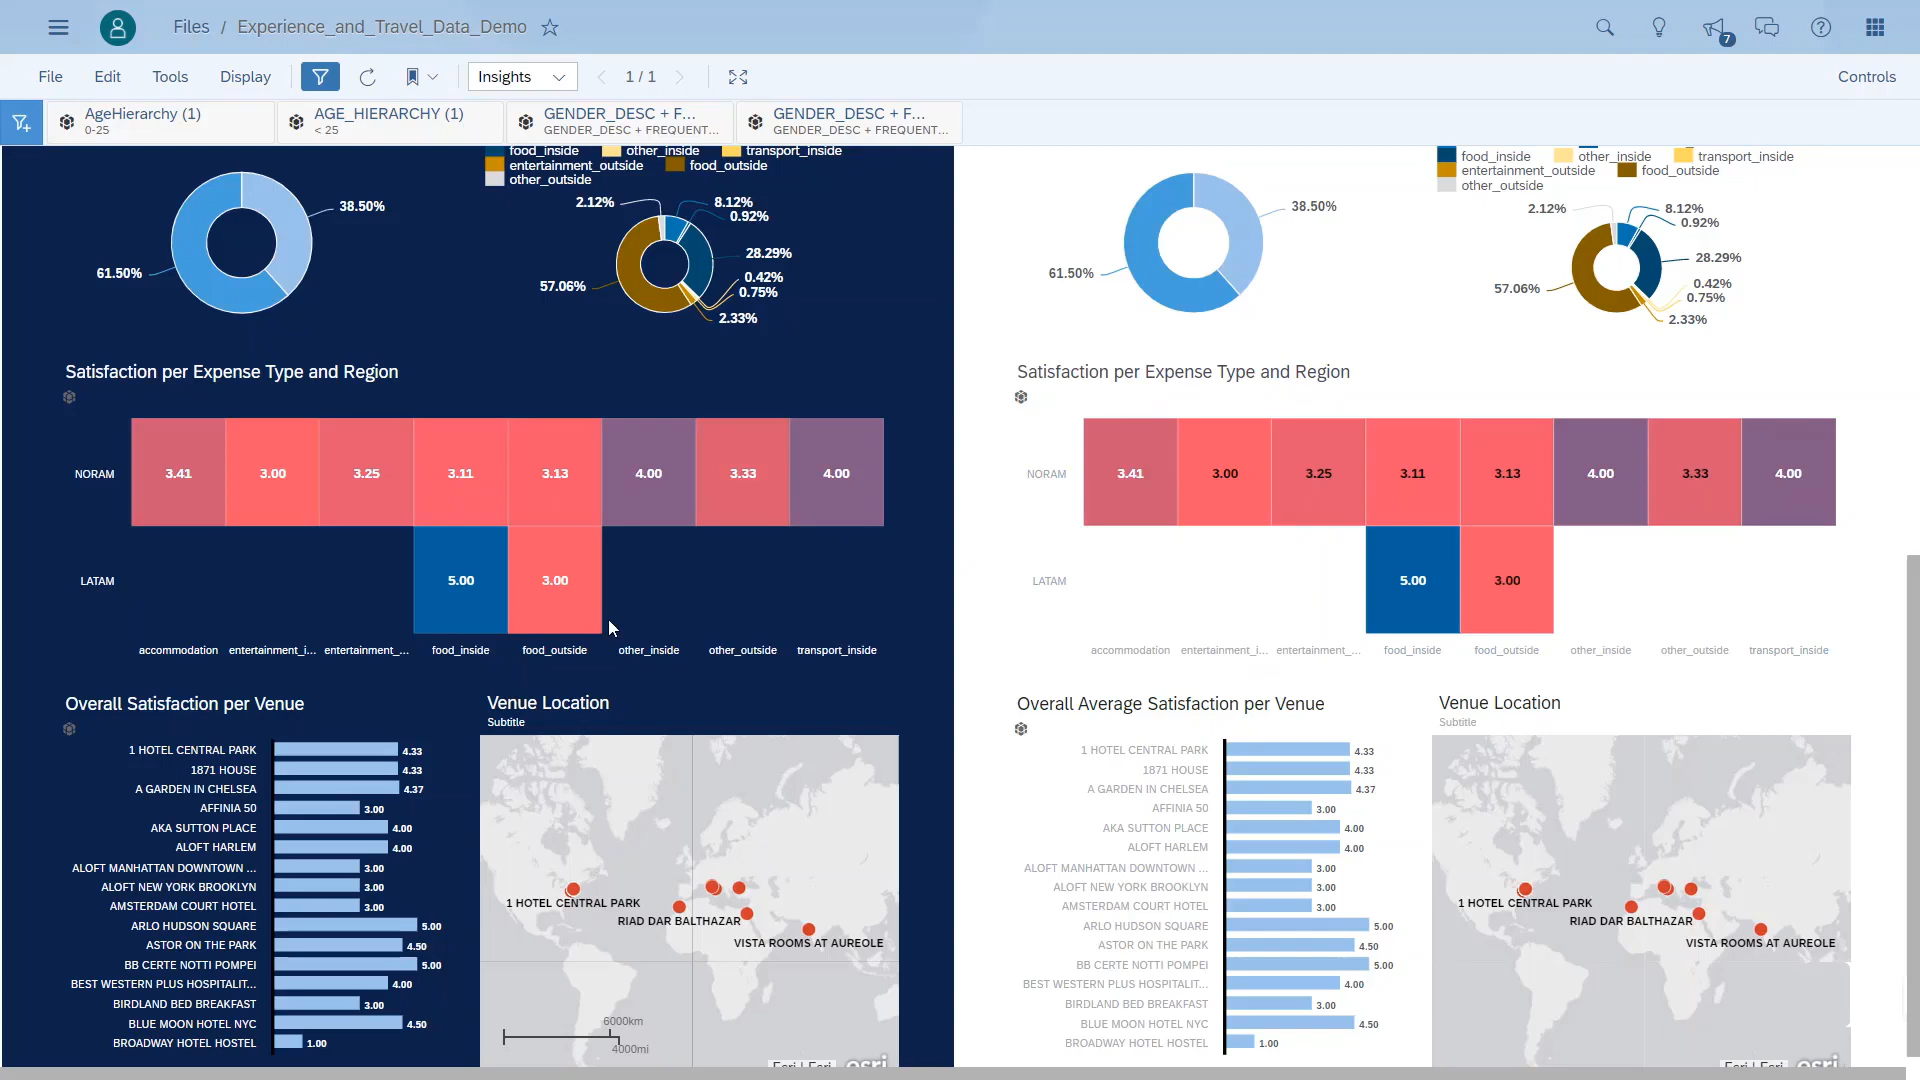 Files / Experience_and_Travel_Data_Demo
7
File Edit Tools Display Insights 1 / 1 Controls
AgeHierarchy (1)
0-25
AGE_HIERARCHY (1)
< 25
GENDER_DESC + F...
GENDER_DESC + FREQUENT...
GENDER_DESC + F...
GENDER_DESC + FREQUENT...
food_inside other_inside transport_inside
entertainment_outside food_outside
other_outside
38.50%
61.50%
2.12%
8.12%
0.92%
28.29%
0.42%
0.75%
2.33%
57.06%
Satisfaction per Expense Type and Region
NORAM 3.41 3.00 3.25 3.11 3.13 4.00 3.33 4.00
LATAM 5.00 3.00
accommodation entertainment_i... entertainment_... food_inside food_outside other_inside other_outside transport_inside
Overall Satisfaction per Venue
1 HOTEL CENTRAL PARK 4.33
1871 HOUSE 4.33
A GARDEN IN CHELSEA 4.37
AFFINIA 50 3.00
AKA SUTTON PLACE 4.00
ALOFT HARLEM 4.00
ALOFT MANHATTAN DOWNTOWN ... 3.00
ALOFT NEW YORK BROOKLYN 3.00
AMSTERDAM COURT HOTEL 3.00
ARLO HUDSON SQUARE 5.00
ASTOR ON THE PARK 4.50
BB CERTE NOTTI POMPEI 5.00
BEST WESTERN PLUS HOSPITALIT... 4.00
BIRDLAND BED BREAKFAST 3.00
BLUE MOON HOTEL NYC 4.50
BROADWAY HOTEL HOSTEL 1.00
Venue Location
Subtitle
1 HOTEL CENTRAL PARK
RIAD DAR BALTHAZAR
VISTA ROOMS AT AUREOLE
6000km
4000mi
Esri | Esri esri
food_inside other_inside transport_inside
entertainment_outside food_outside
other_outside
38.50%
61.50%
2.12%
8.12%
0.92%
28.29%
0.42%
0.75%
2.33%
57.06%
Satisfaction per Expense Type and Region
NORAM 3.41 3.00 3.25 3.11 3.13 4.00 3.33 4.00
LATAM 5.00 3.00
accommodation entertainment_i... entertainment_... food_inside food_outside other_inside other_outside transport_inside
Overall Average Satisfaction per Venue
1 HOTEL CENTRAL PARK 4.33
1871 HOUSE 4.33
A GARDEN IN CHELSEA 4.37
AFFINIA 50 3.00
AKA SUTTON PLACE 4.00
ALOFT HARLEM 4.00
ALOFT MANHATTAN DOWNTOWN ... 3.00
ALOFT NEW YORK BROOKLYN 3.00
AMSTERDAM COURT HOTEL 3.00
ARLO HUDSON SQUARE 5.00
ASTOR ON THE PARK 4.50
BB CERTE NOTTI POMPEI 5.00
BEST WESTERN PLUS HOSPITALIT... 4.00
BIRDLAND BED BREAKFAST 3.00
BLUE MOON HOTEL NYC 4.50
BROADWAY HOTEL HOSTEL 1.00
Venue Location
Subtitle
1 HOTEL CENTRAL PARK
RIAD DAR BALTHAZAR
VISTA ROOMS AT AUREOLE
Esri | Esri esri